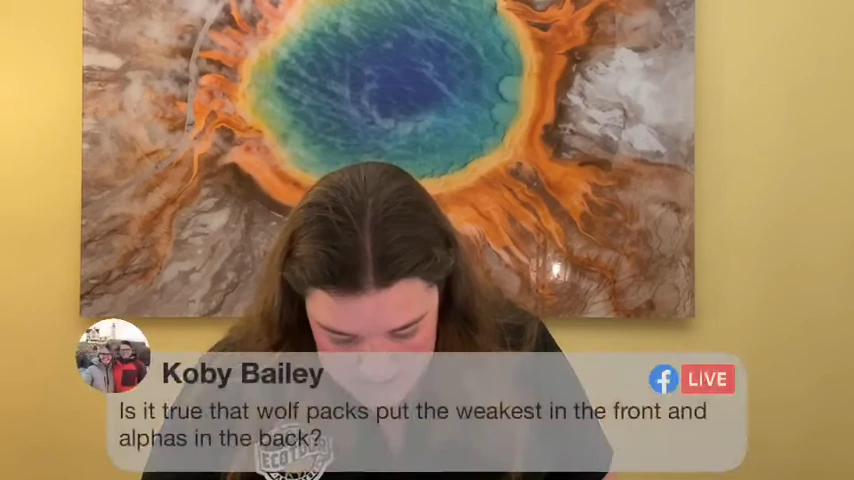 Koby Bailey
LIVE
Is it true that wolf packs put the weakest in the front and
alphas in the back?
ECOTOURS